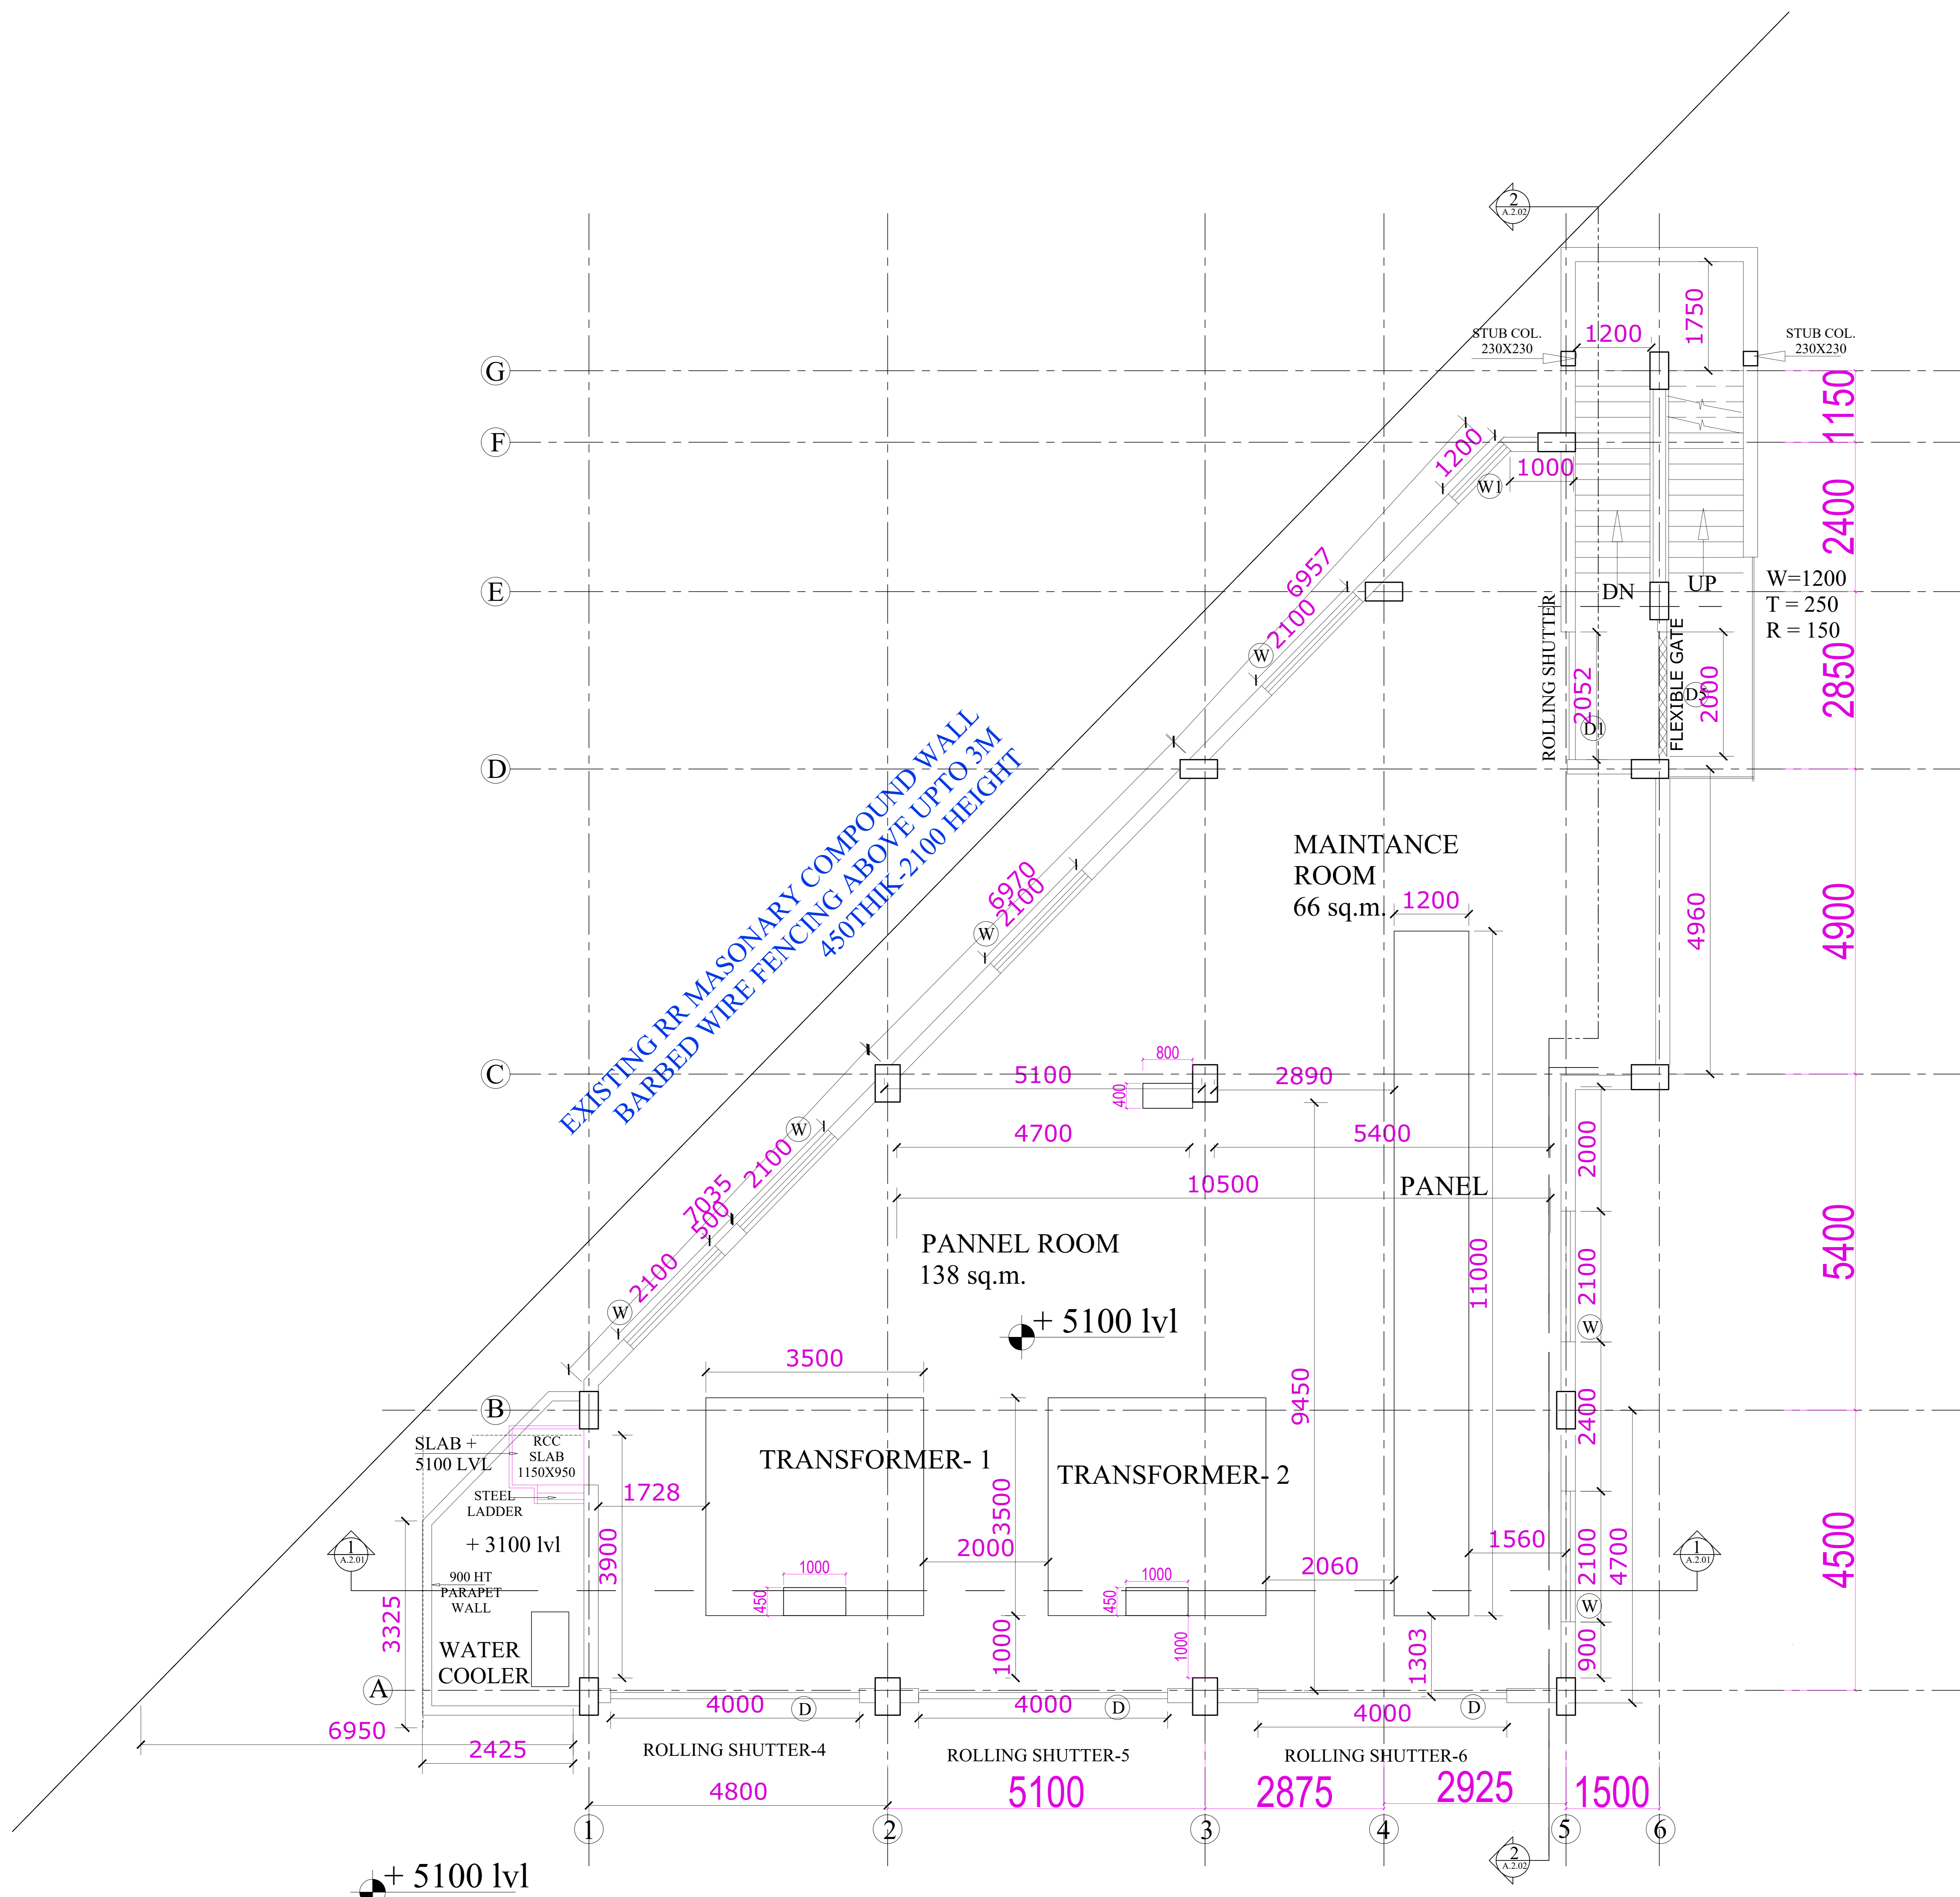 2
A.2.02
1750
STUB COL.
230X230
1200
STUB COL.
230X230
G
1150
F
1200
1000
W1
2400
6957
E
DN
UP
W=1200
T = 250
R = 150
2100
W
ROLLING SHUTTER
2052
D1
FLEXIBLE GATE
D3
2000
2850
D
EXISTING RR MASONARY COMPOUND WALL
BARBED WIRE FENCING ABOVE UPTO 3M
450THIK-2100 HEIGHT
MAINTANCE
ROOM
66 sq.m.
1200
6970
2100
W
4960
4900
C
5100
800
400
2890
W
2100
4700
5400
2000
10500
PANEL
7035
500
2100
W
PANNEL ROOM
138 sq.m.
+ 5100 lvl
11000
2100
W
5400
3500
9450
B
2400
SLAB +
5100 LVL
RCC
SLAB
1150X950
STEEL
LADDER
TRANSFORMER- 1
TRANSFORMER- 2
1728
3500
1
A.2.01
+ 3100 lvl
3900
2000
1560
2060
2100
4700
1
A.2.01
4500
900 HT
PARAPET
WALL
1000
450
1000
450
W
3325
WATER
COOLER
1000
1000
1303
900
A
4000
D
4000
D
4000
D
6950
2425
ROLLING SHUTTER-4
ROLLING SHUTTER-5
ROLLING SHUTTER-6
4800
5100
2875
2925
1500
1
2
3
4
5
6
2
A.2.02
+ 5100 lvl